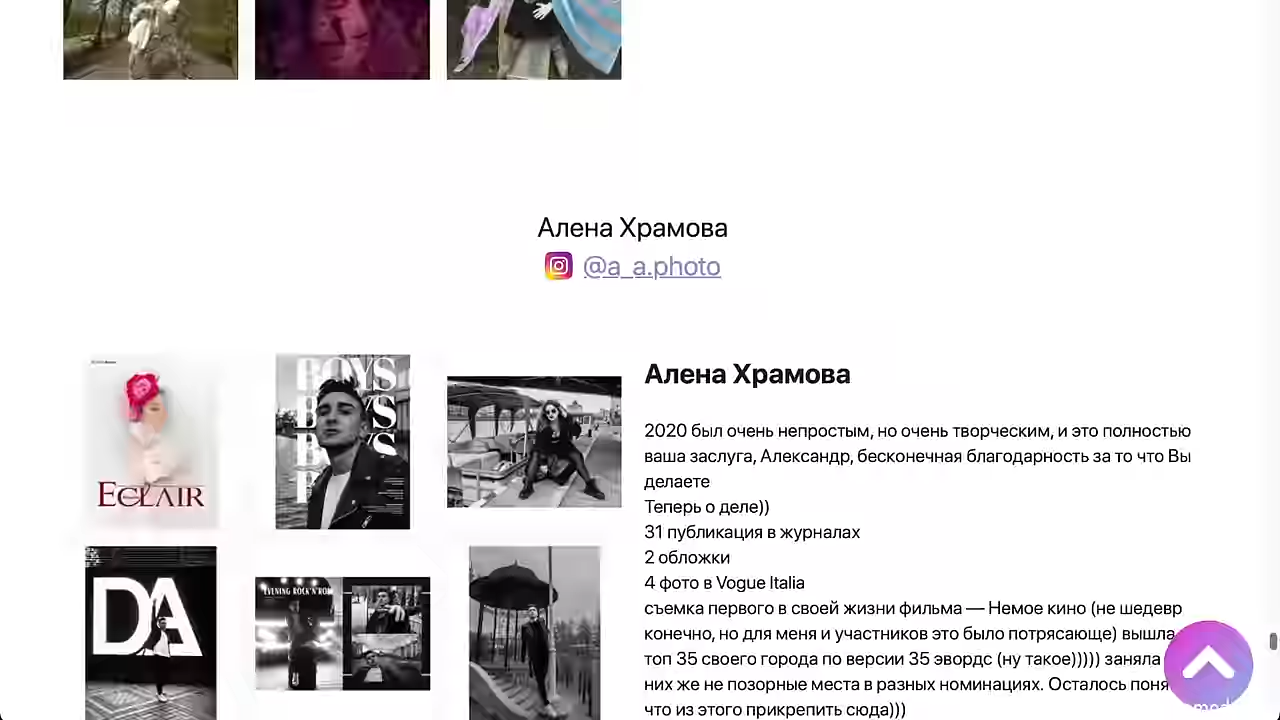 Алена Храмова
@a_a.photo
ECLAIR
BOYS
Алена Храмова
2020 был очень непростым, но очень творческим, и это полностью
ваша заслуга, Александр, бесконечная благодарность за то что Вы
делаете
Теперь о деле))
31 публикация в журналах
2 обложки
4 фото в Vogue Italia
съемка первого в своей жизни фильма — Немое кино (не шедевр
конечно, но для меня и участников это было потрясающе) вышла
топ 35 своего города по версии 35 эвордс (ну такое))))) заняла
них же не позорные места в разных номинациях. Осталось
что из этого прикрепить сюда)))
DA
EVENING ROCK'N'ROLL